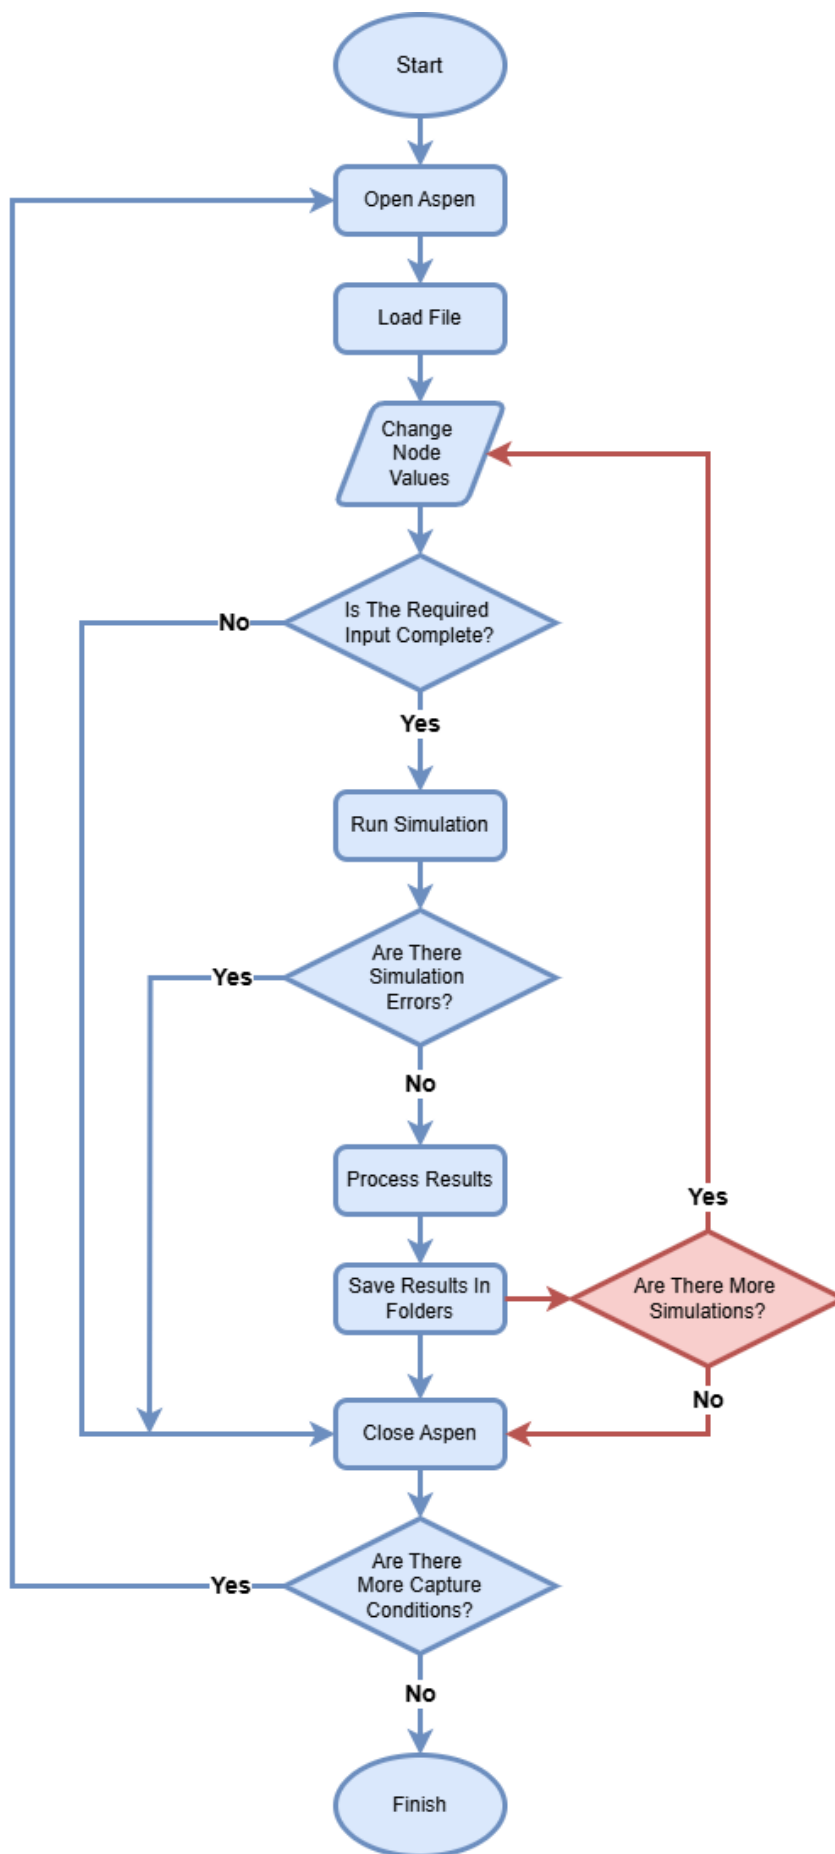 Start
Open Aspen
Load File
Change
Node
Values
Is The Required
Input Complete?
No
Yes
Run Simulation
Are There
Simulation
Errors?
Yes
No
Process Results
Yes
Save Results In
Folders
Are There More
Simulations?
No
Close Aspen
Are There
More Capture
Conditions?
Yes
No
Finish